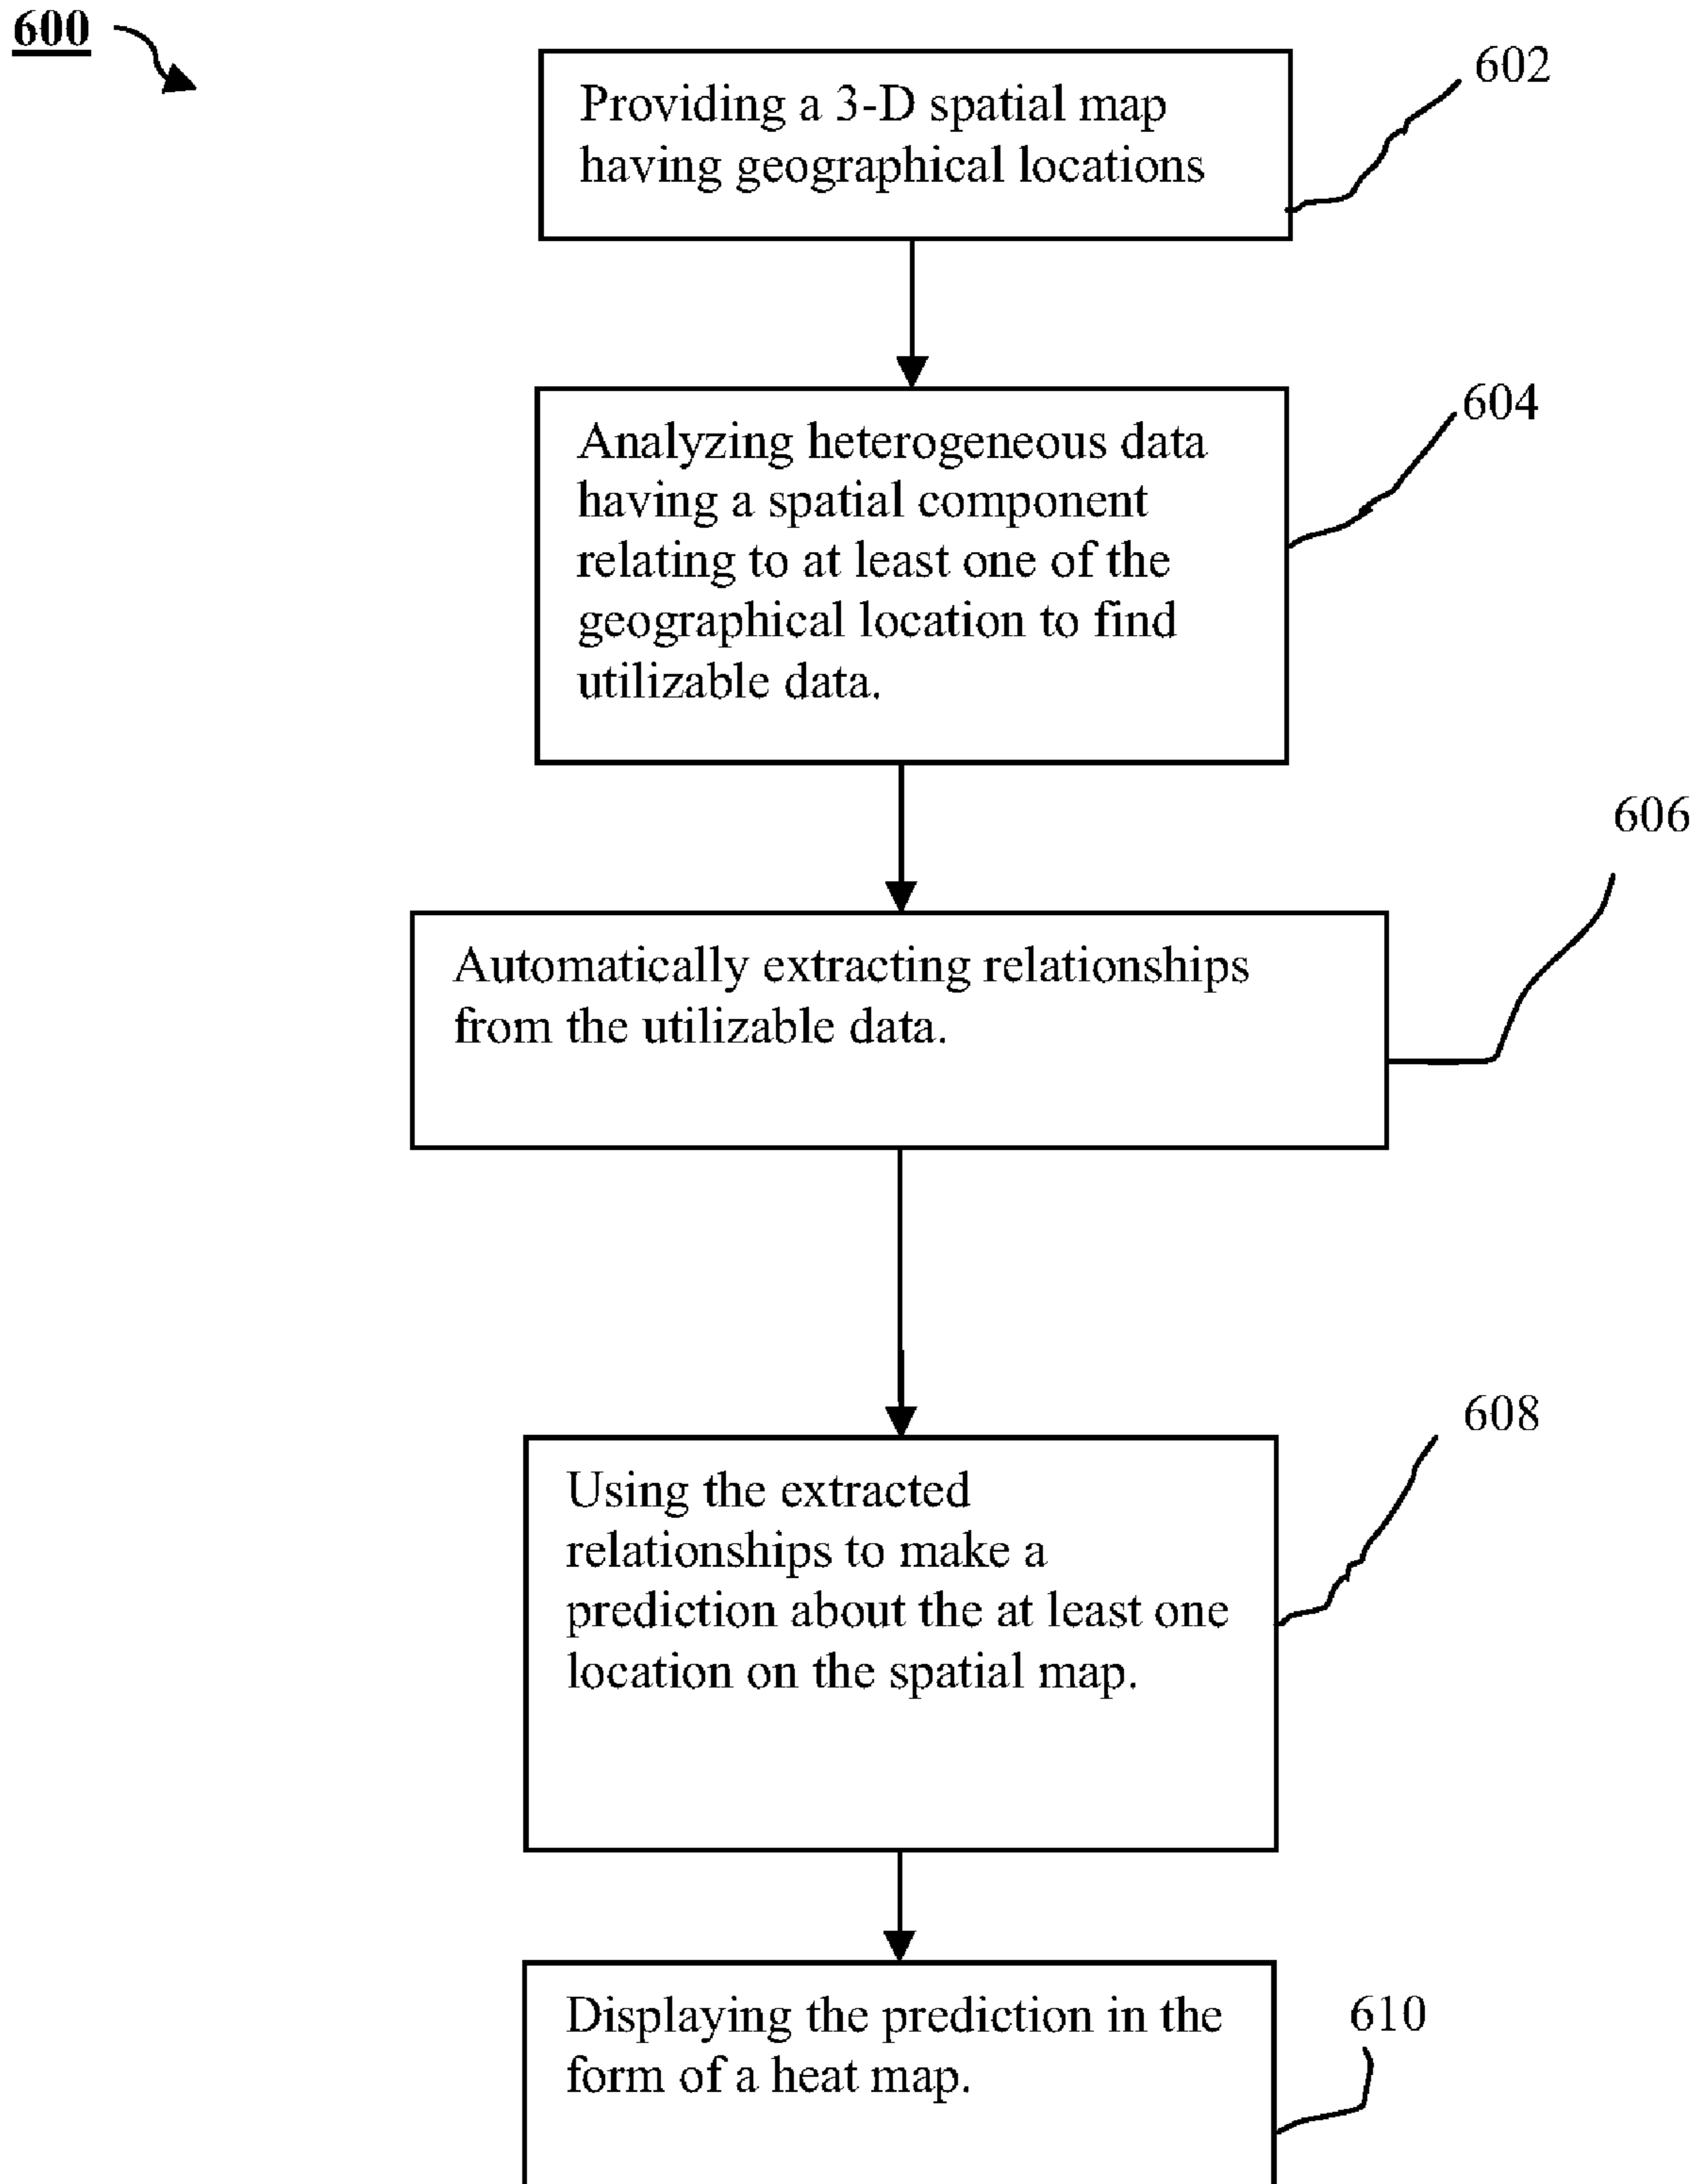 600
602
Providing a 3-D spatial map
having geographical locations
604
Analyzing heterogeneous data
having a spatial component
relating to at least one of the
geographical location to find
utilizable data.
606
Automatically extracting relationships
from the utilizable data.
608
Using the extracted
relationships to make a
prediction about the at least one
location on the spatial map.
610
Displaying the prediction in the
form of a heat map.